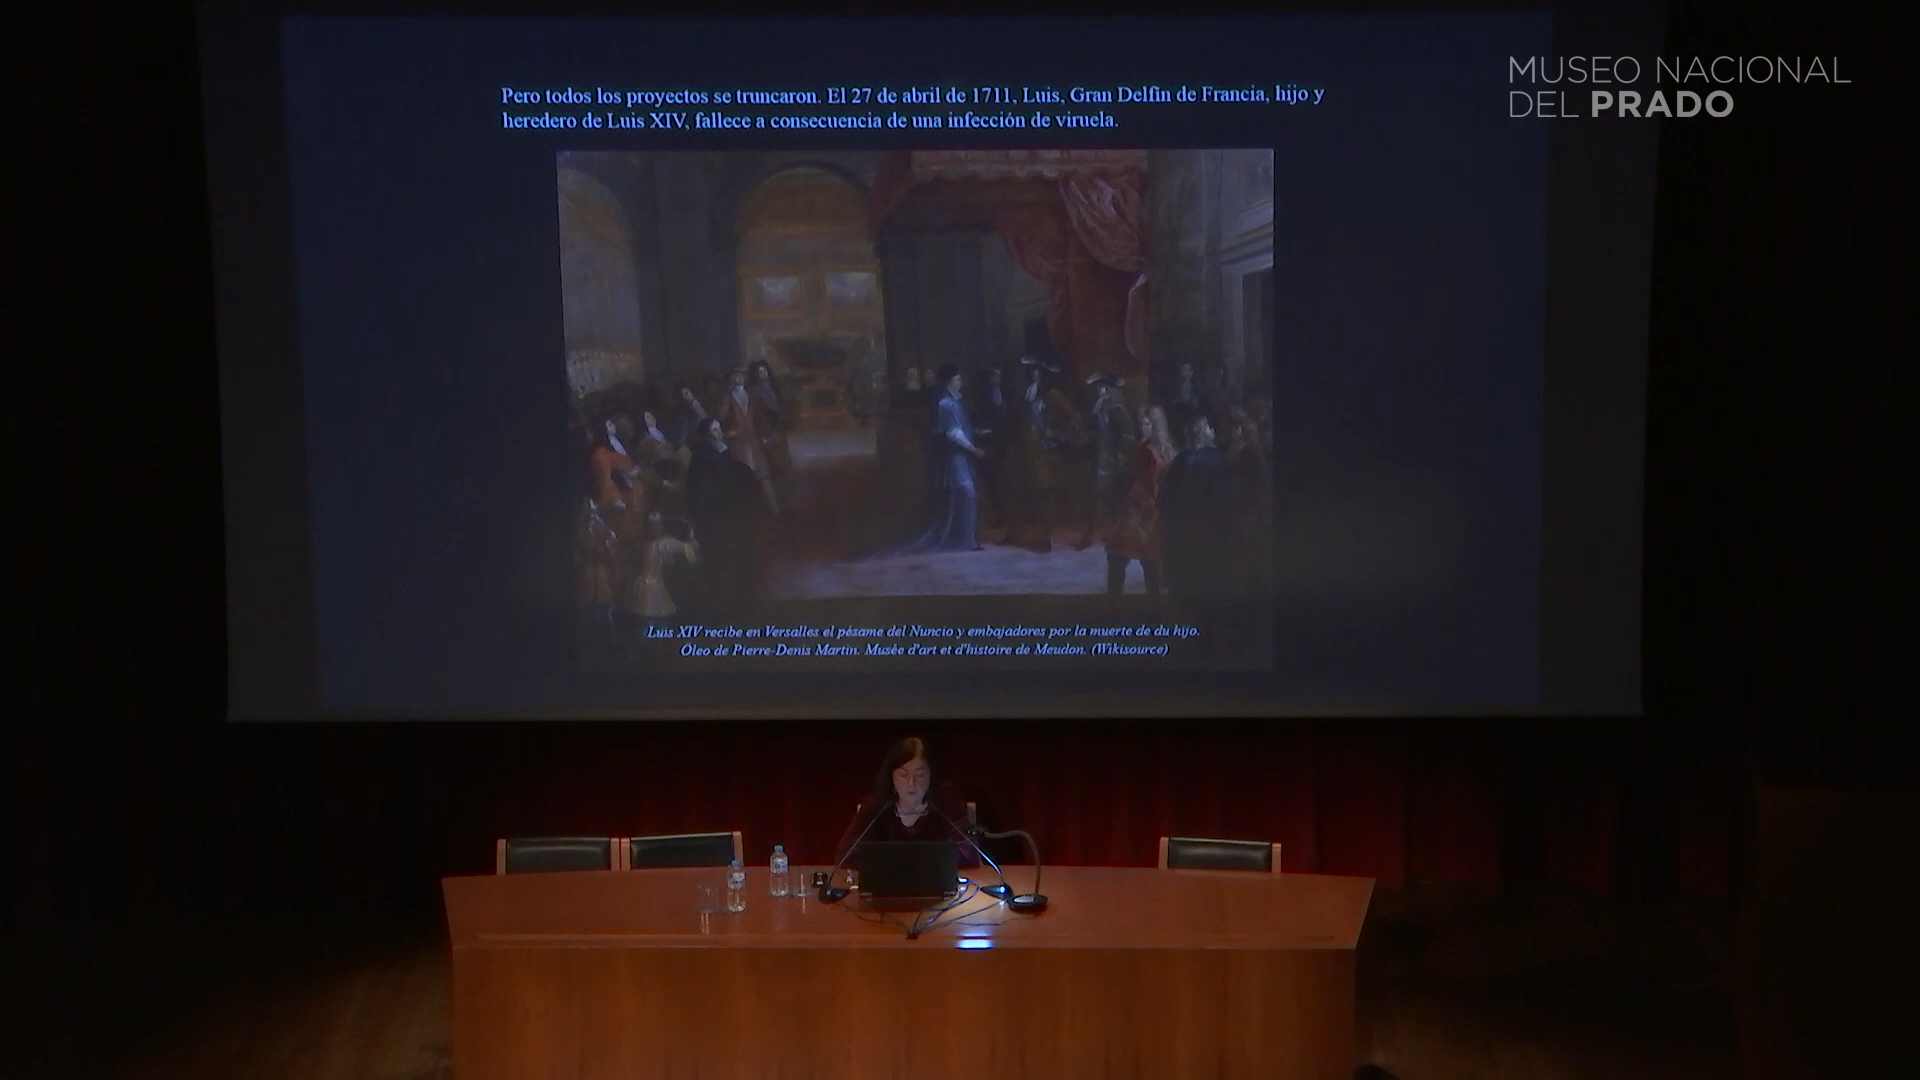 MUSEO NACIONAL
DEL PRADO
Pero todos los proyectos se truncaron. El 27 de abril de 1711, Luis, Gran Delfín de Francia, hijo y
heredero de Luis XIV, fallece a consecuencia de una infección de viruela.
Luis XIV recibe en Versalles el pésame del Nuncio y embajadores por la muerte de du hijo.
Óleo de Pierre-Denis Martin. Musée d'art et d'histoire de Meudon. (Wikisource)